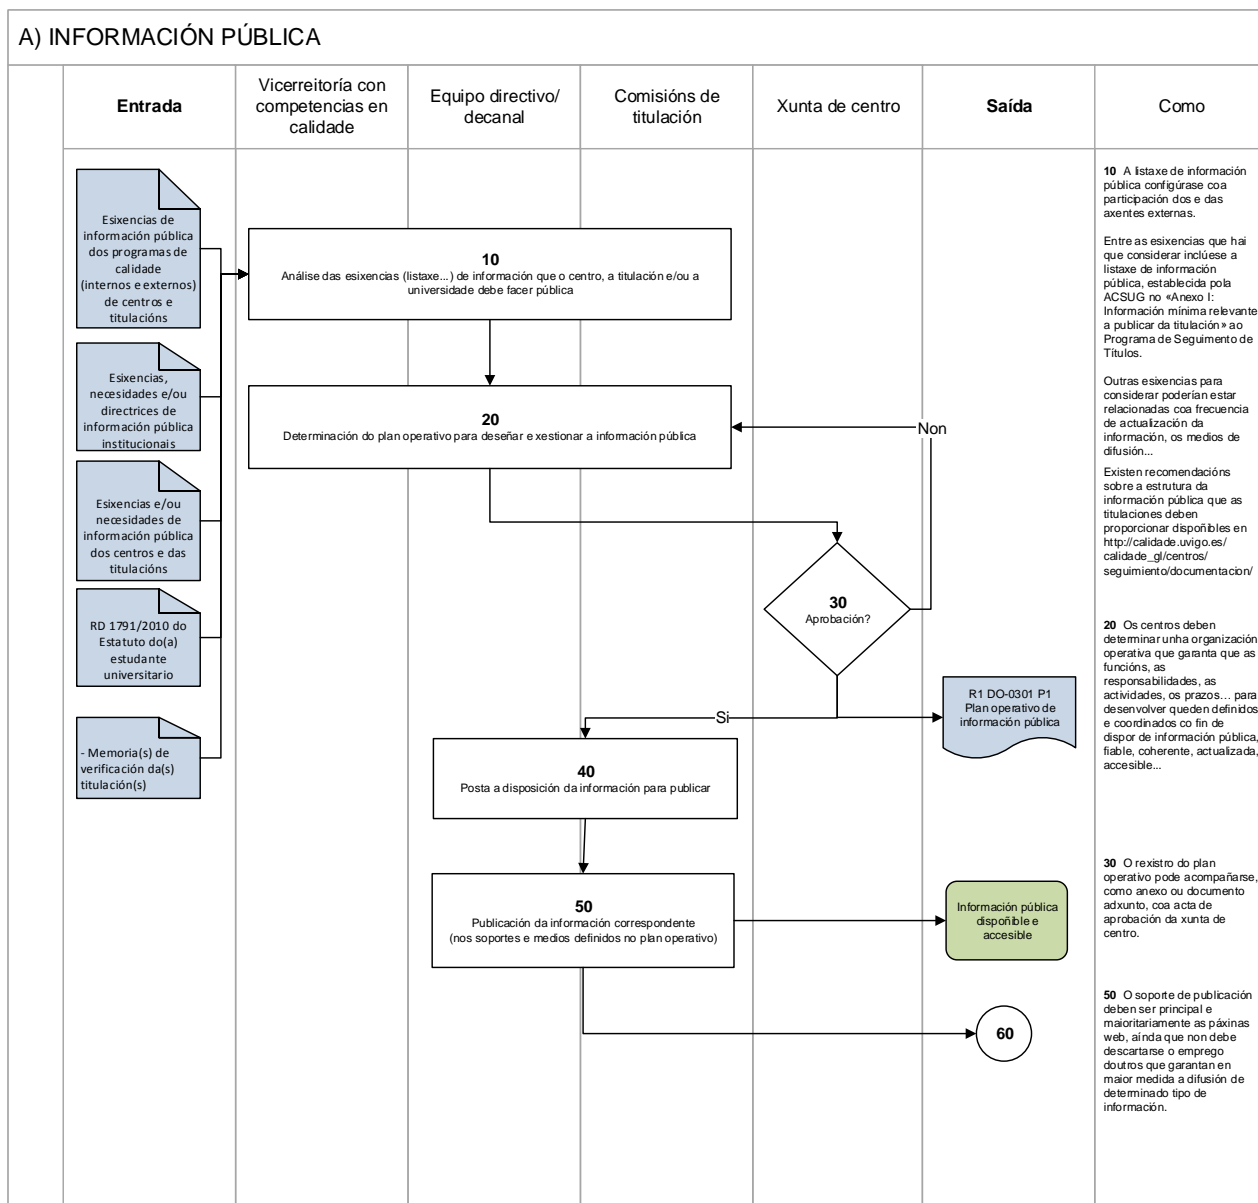 A) INFORMACIÓN PÚBLICA
Entrada
Vicerreitoría con
competencias en
calidade
Equipo directivo/
decanal
Comisións de
titulación
Xunta de centro
Saída
Como
Esixencias de
información pública
dos programas de
calidade
(internos e externos)
de centros e
titulacións
Esixencias,
necesidades e/ou
directrices de
información pública
institucionais
Esixencias e/ou
necesidades de
información pública
dos centros e das
titulacións
RD 1791/2010 do
Estatuto do(a)
estudante
universitario
- Memoria(s) de
verificación da(s)
titulación(s)
10
Análise das esixencias (listaxe...) de información que o centro, a titulación e/ou a
universidade debe facer pública
20
Determinación do plan operativo para deseñar e xestionar a información pública
Non
30
Aprobación?
Si
R1 DO-0301 P1
Plan operativo de
información pública
40
Posta a disposición da información para publicar
50
Publicación da información correspondente
(nos soportes e medios definidos no plan operativo)
Información pública
dispoñible e
accesible
60
10 A listaxe de información
pública configúrase coa
participación dos e das
axentes externas.
Entre as esixencias que hai
que considerar inclúese a
listaxe de información
pública, establecida pola
ACSUG no «Anexo I:
Información mínima relevante
a publicar da titulación» ao
Programa de Seguimento de
Títulos.
Outras esixencias para
considerar poderían estar
relacionadas coa frecuencia
de actualización da
información, os medios de
difusión...
Existen recomendacións
sobre a estrutura da
información pública que as
titulaciones deben
proporcionar dispoñibles en
http://calidade.uvigo.es/
calidade_gl/centros/
seguimiento/documentacion/
20 Os centros deben
determinar unha organización
operativa que garanta que as
funcións, as
responsabilidades, as
actividades, os prazos... para
desenvolver queden definidos
e coordinados co fin de
dispor de información pública,
fiable, coherente, actualizada,
accesible...
30 O rexistro do plan
operativo pode acompañarse,
como anexo ou documento
adxunto, coa acta de
aprobación da xunta de
centro.
50 O soporte de publicación
deben ser principal e
maioritariamente as páxinas
web, aínda que non debe
descartarse o emprego
doutros que garantan en
maior medida a difusión de
determinado tipo de
información.